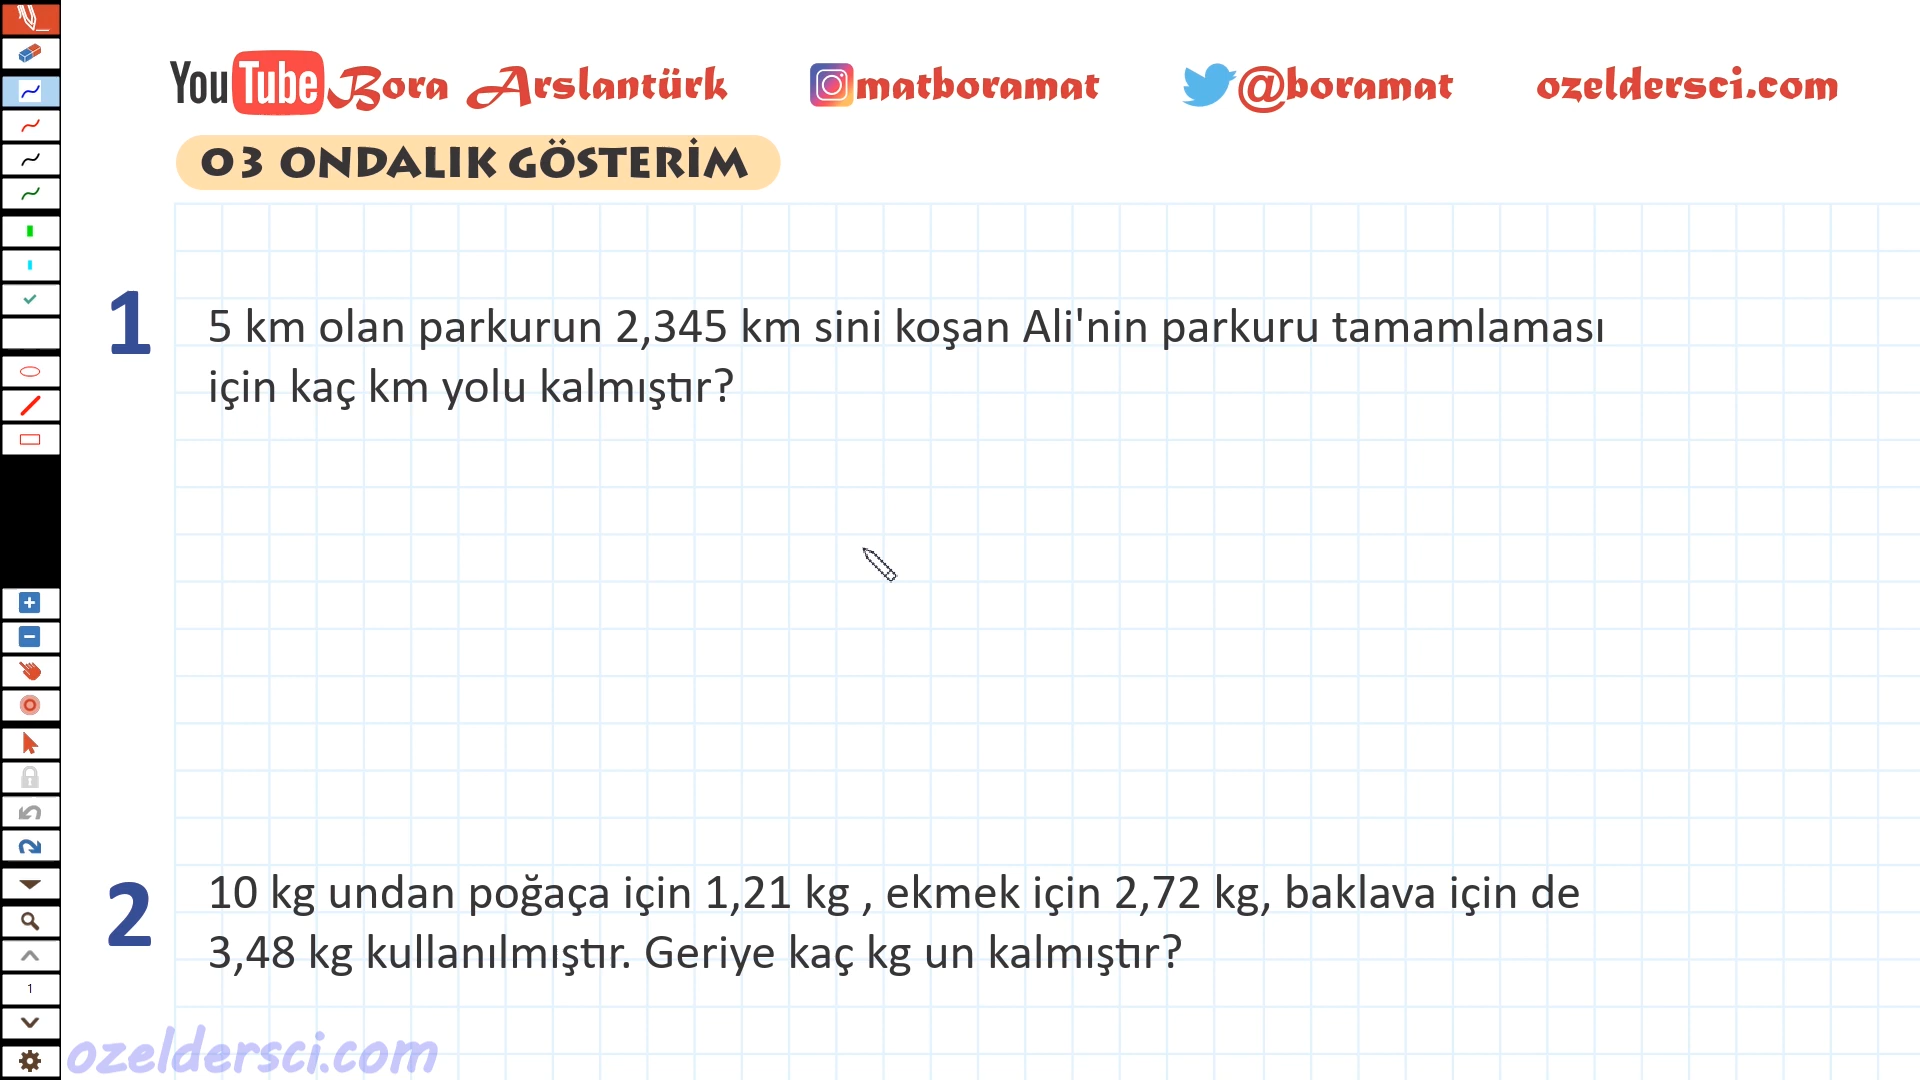 YouTube Bora Arslantürk matboramat @boramat ozeldersci.com
03 ONDALIK GÖSTERİM
1
5 km olan parkurun 2,345 km sini koşan Ali'nin parkuru tamamlaması
için kaç km yolu kalmıştır?
2
10 kg undan poğaça için 1,21 kg , ekmek için 2,72 kg, baklava için de
3,48 kg kullanılmıştır. Geriye kaç kg un kalmıştır?
1
ozeldersci.com